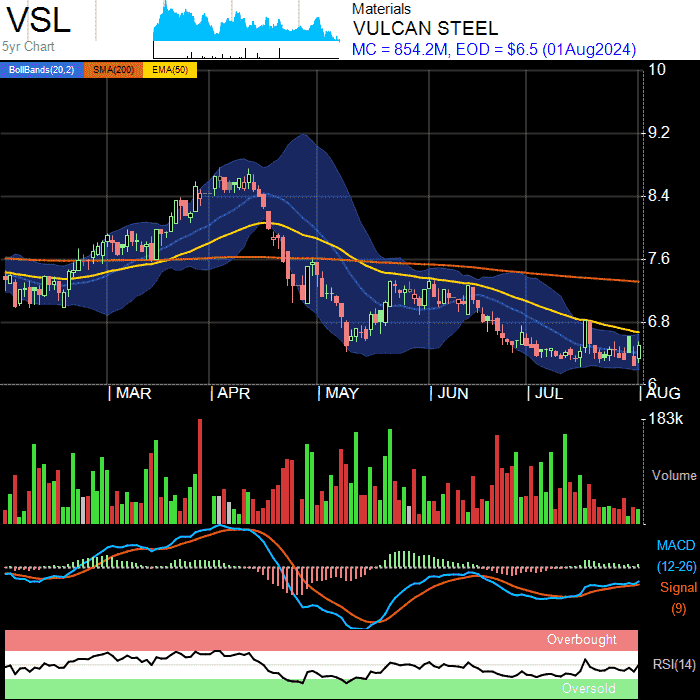 VSL
5yr Chart
Materials
VULCAN STEEL
MC = 854.2M, EOD = $6.5 (01Aug2024)
BollBands(20,2) SMA(200) EMA(50)
10
9.2
8.4
7.6
6.8
6
MAR APR MAY JUN JUL AUG
183k
Volume
MACD
(12-26)
Signal
(9)
Overbought
RSI(14)
Oversold